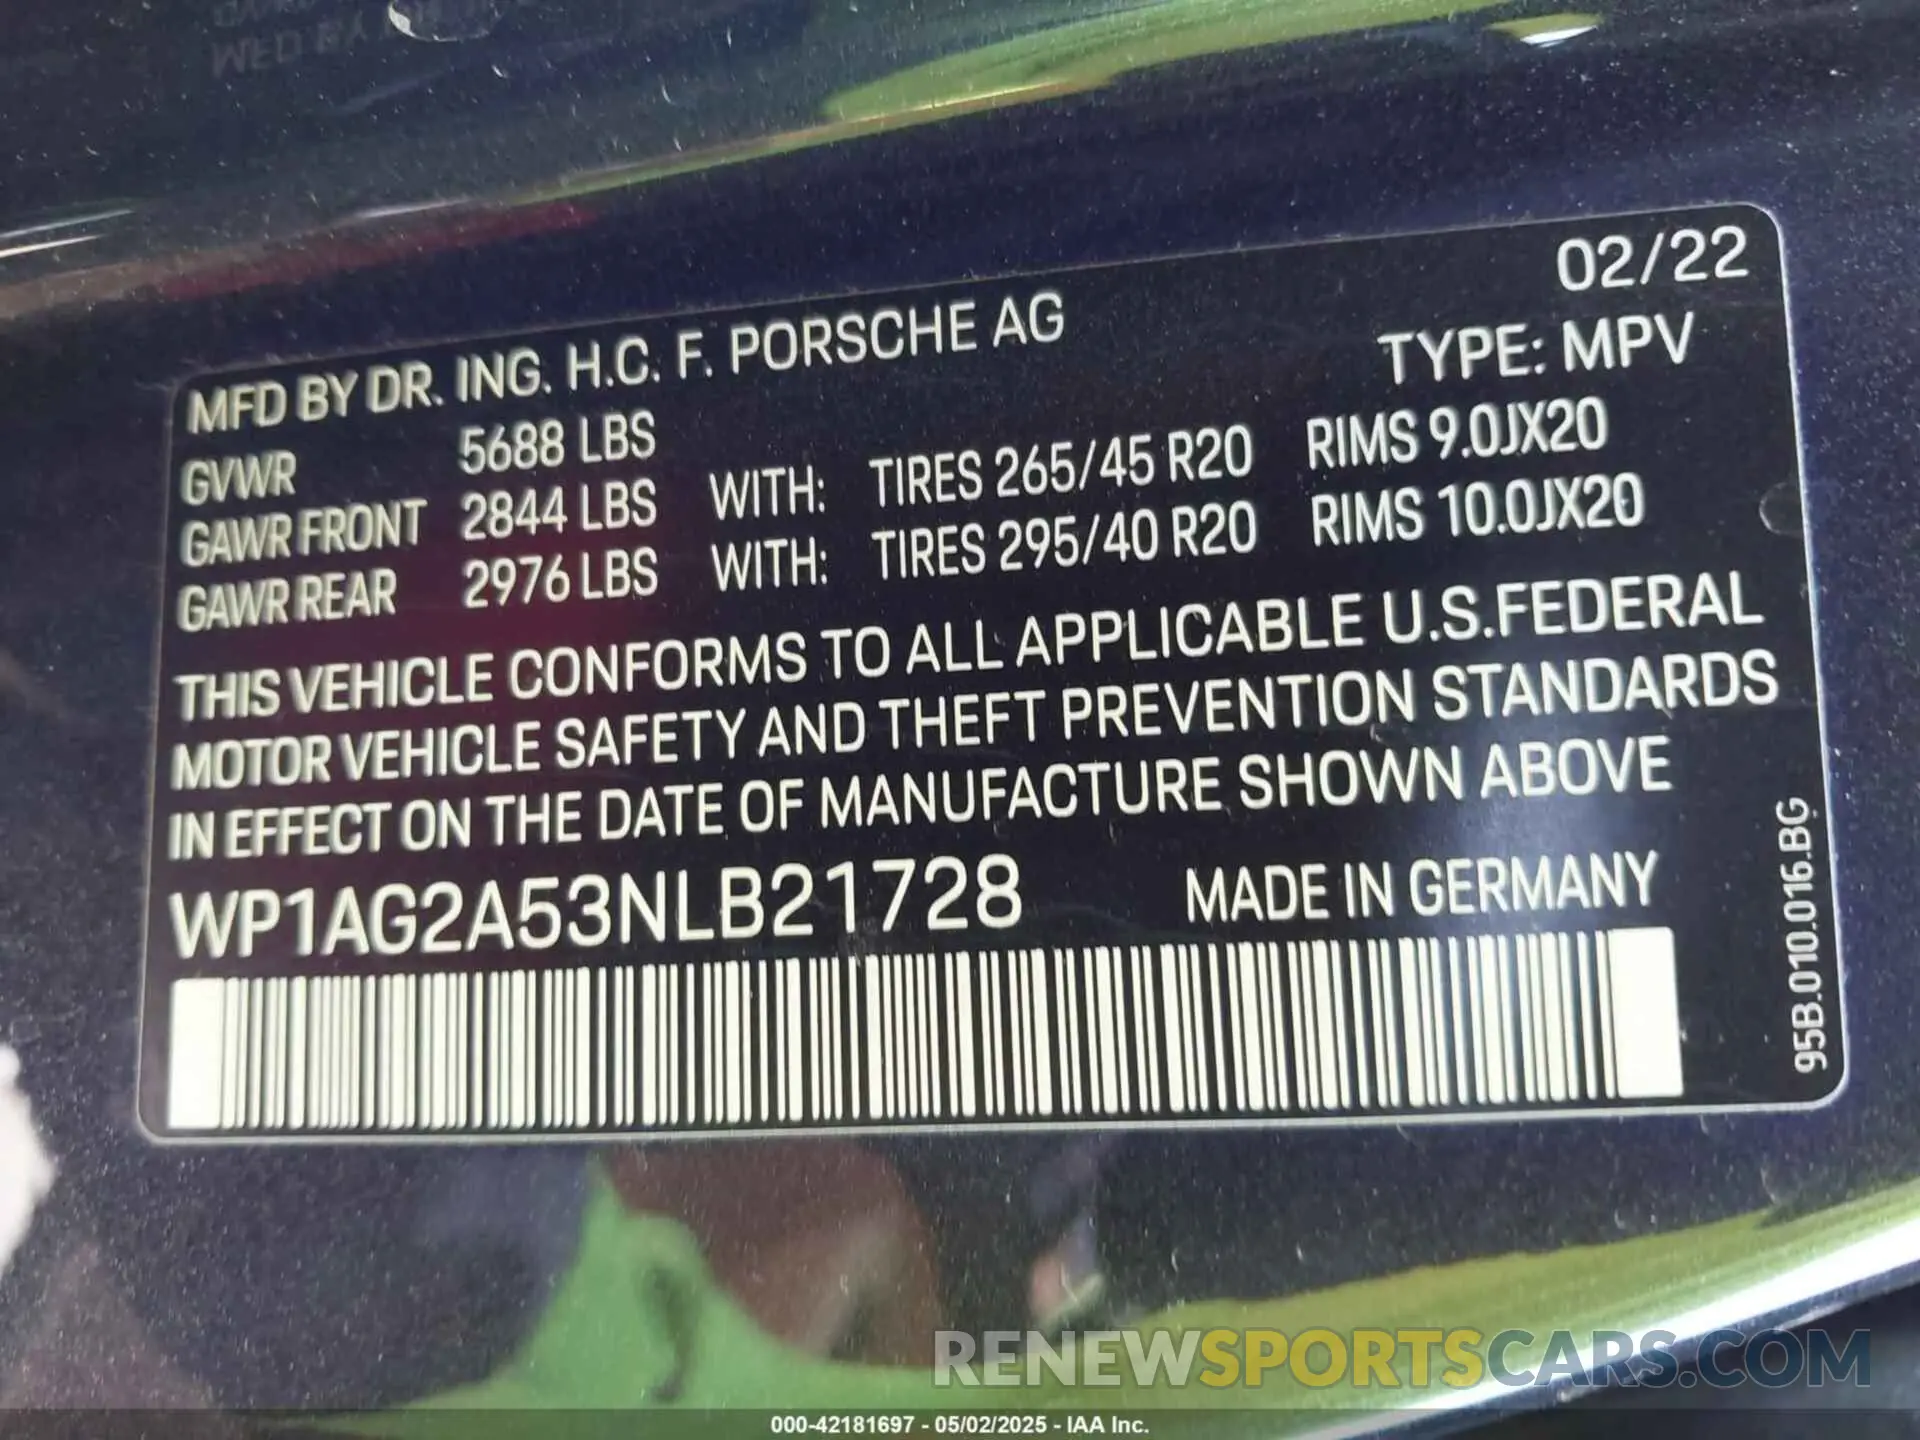 02/22
MFD BY DR. ING. H.C. F. PORSCHE AG
TYPE: MPV
GVWR 5688 LBS
GAWR FRONT 2844 LBS WITH: TIRES 265/45 R20 RIMS 9.0JX20
GAWR REAR 2976 LBS WITH: TIRES 295/40 R20 RIMS 10.0JX20
THIS VEHICLE CONFORMS TO ALL APPLICABLE U.S.FEDERAL
MOTOR VEHICLE SAFETY AND THEFT PREVENTION STANDARDS
IN EFFECT ON THE DATE OF MANUFACTURE SHOWN ABOVE
WP1AG2A53NLB21728 MADE IN GERMANY
95B.010.016.BG
RENEWSPORTSCARS.COM
000-42181697 - 05/02/2025 - IAA Inc.